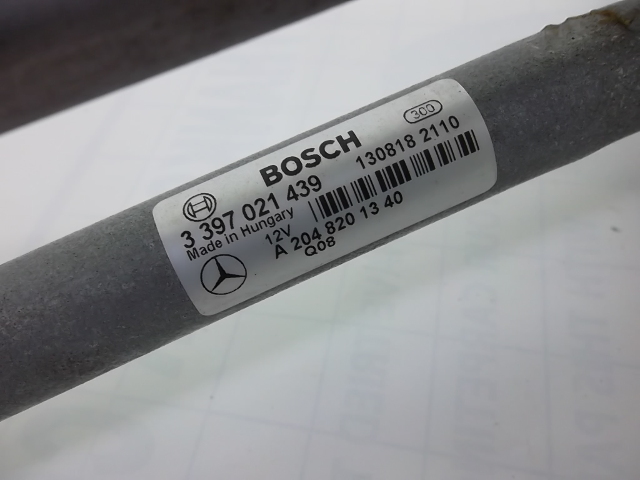 BOSCH
300
3 397 021 439
130818 2110
Made in Hungary
12V
A 204 820 13 40
Q08